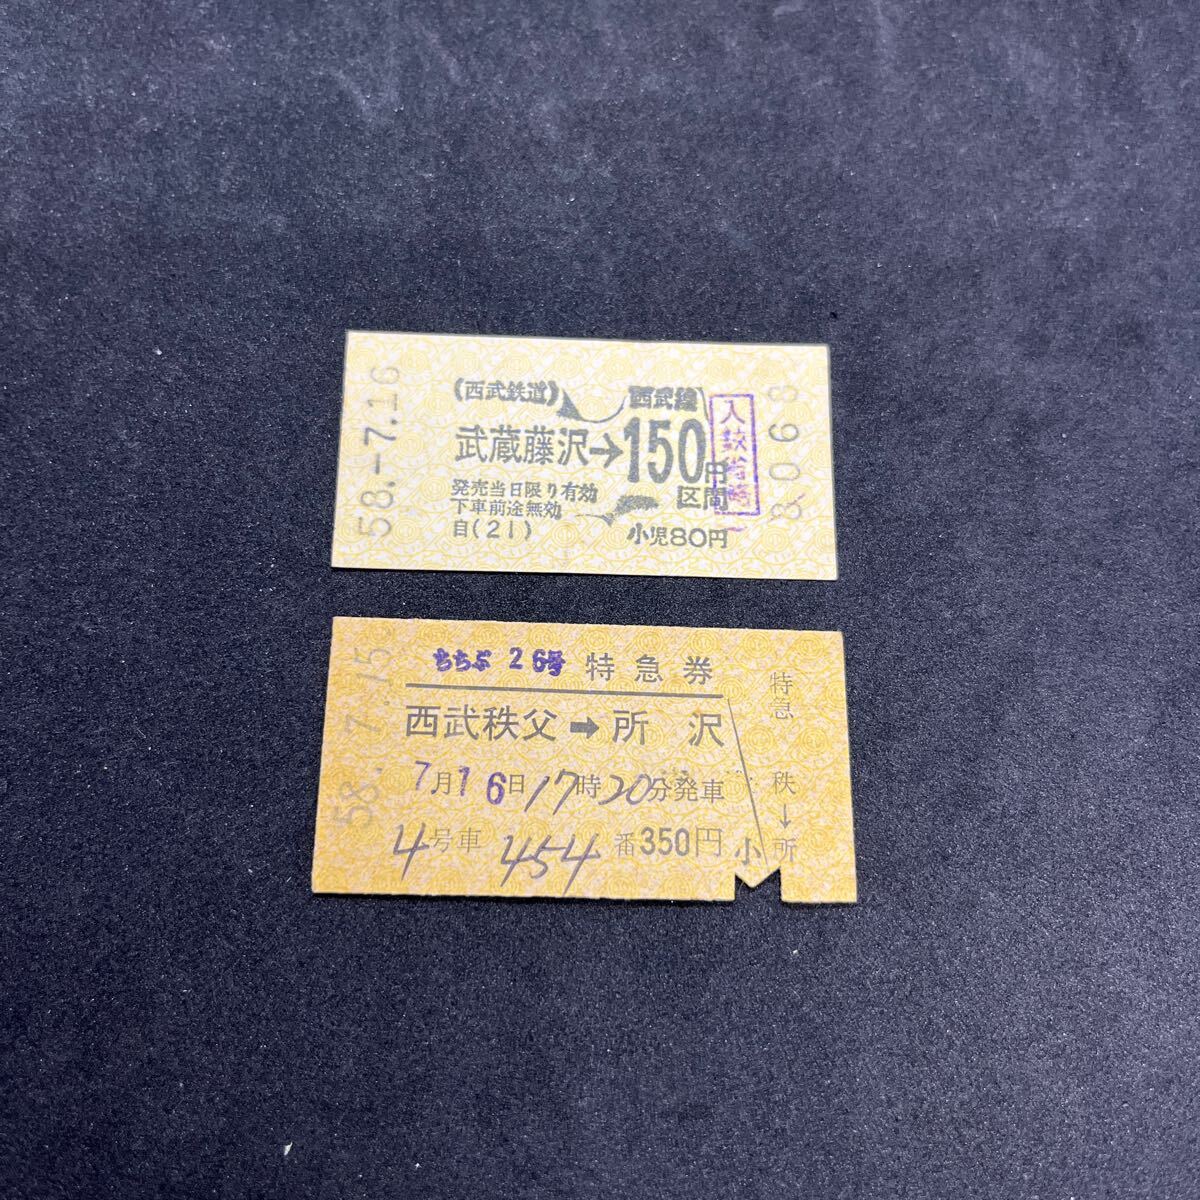 58.-7.16
(西武鉄道)
西武線
武蔵藤沢→150円
区間
発売当日限り有効
下車前途無効
自(21)
小児80円
入鋏省略
8063
58.-7.15
ちちぶ 26号 特急券
西武秩父➡所沢
7月16日17時20分発車
4号車 454 番350円
小
特急
秩→所